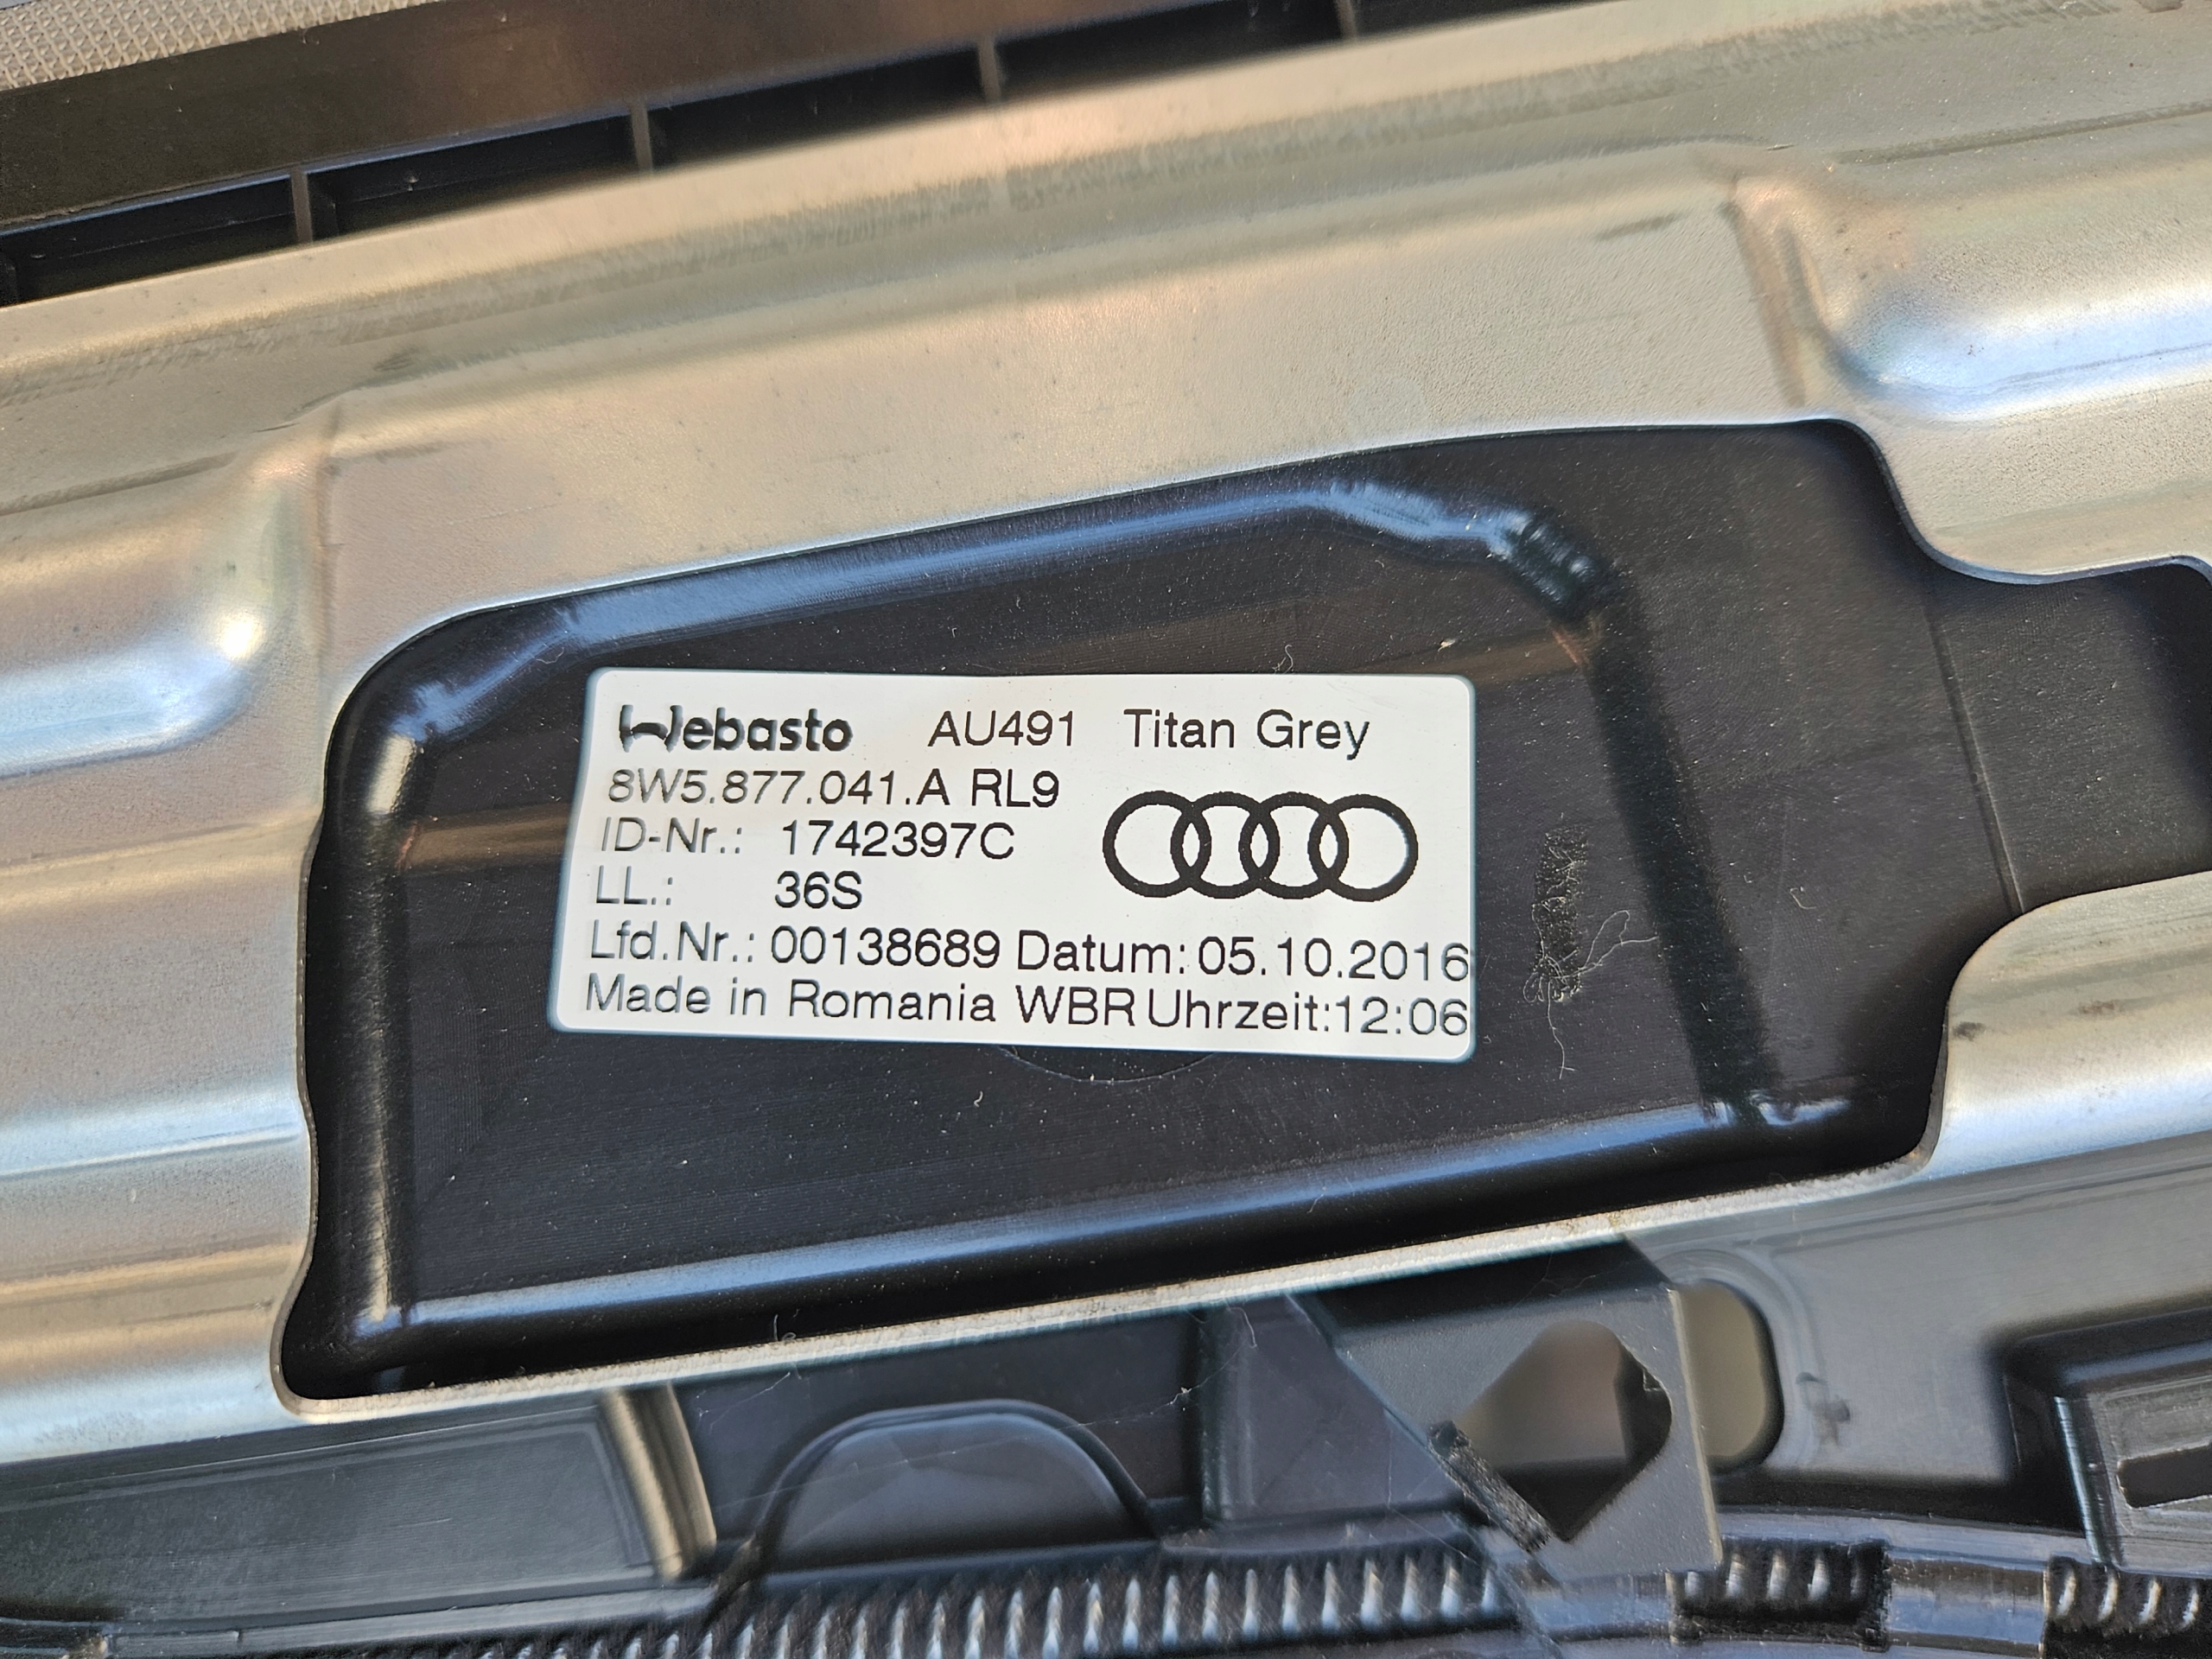 Webasto AU491 Titan Grey
8W5.877.041.A RL9
ID-Nr.: 1742397C
LL.: 36S
Lfd.Nr.: 00138689 Datum: 05.10.2016
Made in Romania WBR Uhrzeit:12:06